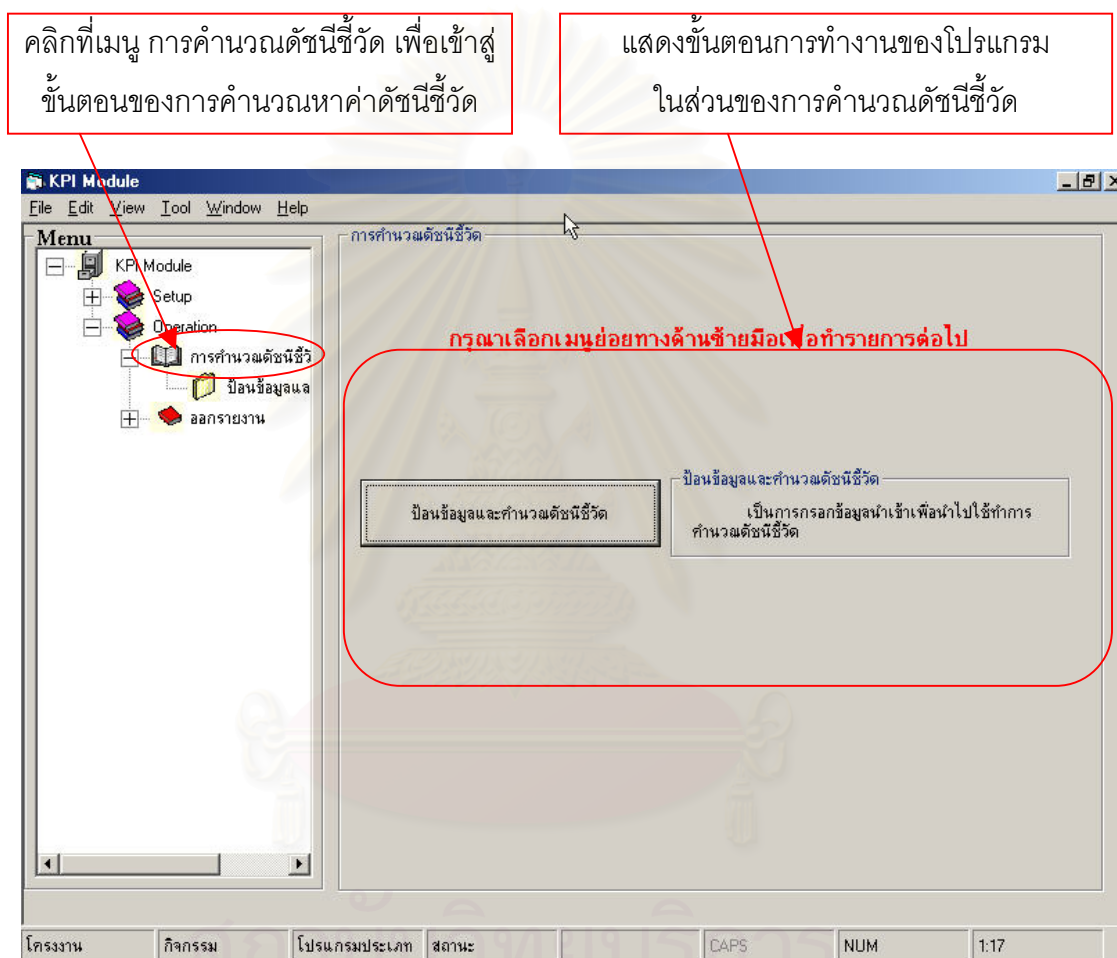 คลิกที่เมนู การคำนวณดัชนีชี้วัด เพื่อเข้าสู่
ขั้นตอนของการคำนวณหาค่าดัชนีชี้วัด
แสดงขั้นตอนการทำงานของโปรแกรม
ในส่วนของการคำนวณดัชนีชี้วัด
KPI Module
File Edit View Tool Window Help
Menu
KPI Module
Setup
Operation
การคำนวณดัชนีชี้วั
ป้อนข้อมูลแล
ออกรายงาน
การคำนวณดัชนีชี้วัด
กรุณาเลือกเมนูย่อยทางด้านซ้ายมือเพื่อทำรายการต่อไป
ป้อนข้อมูลและคำนวณดัชนีชี้วัด
ป้อนข้อมูลและคำนวณดัชนีชี้วัด
เป็นการกรอกข้อมูลนำเข้าเพื่อนำไปใช้ทำการ
คำนวณดัชนีชี้วัด
โครงงาน กิจกรรม โปรแกรมประเภท สถานะ CAPS NUM 1:17